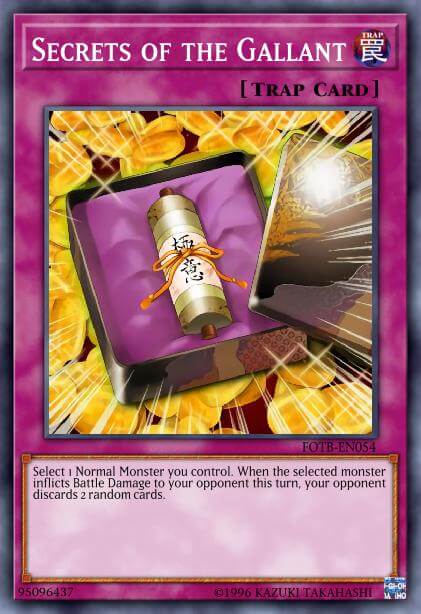 SECRETS OF THE GALLANT
TRAP
罠
[TRAP CARD]
極意
FOTB-EN054
Select 1 Normal Monster you control. When the selected monster
inflicts Battle Damage to your opponent this turn, your opponent
discards 2 random cards.
95096437
©1996 KAZUKI TAKAHASHI